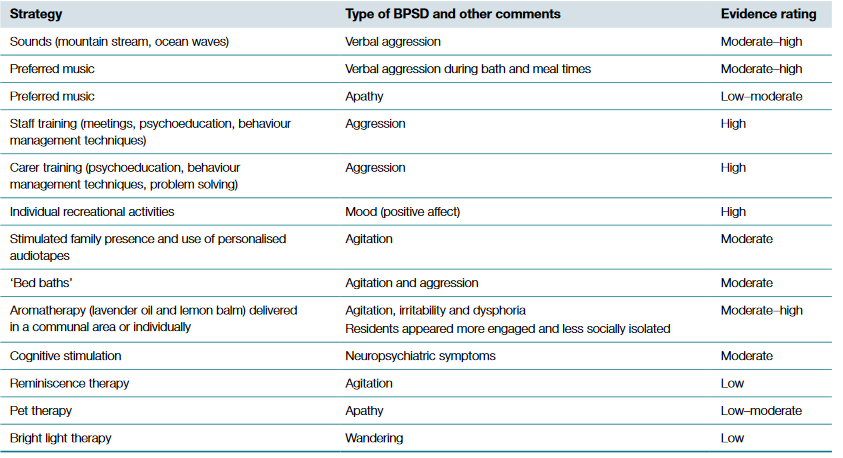 Strategy Type of BPSD and other comments Evidence rating
Sounds (mountain stream, ocean waves) Verbal aggression Moderate–high
Preferred music Verbal aggression during bath and meal times Moderate–high
Preferred music Apathy Low–moderate
Staff training (meetings, psychoeducation, behaviour Aggression High
management techniques)
Carer training (psychoeducation, behaviour Aggression High
management techniques, problem solving)
Individual recreational activities Mood (positive affect) High
Stimulated family presence and use of personalised Agitation Moderate
audiotapes
‘Bed baths’ Agitation and aggression Moderate
Aromatherapy (lavender oil and lemon balm) delivered Agitation, irritability and dysphoria Moderate–high
in a communal area or individually Residents appeared more engaged and less socially isolated
Cognitive stimulation Neuropsychiatric symptoms Moderate
Reminiscence therapy Agitation Low
Pet therapy Apathy Low–moderate
Bright light therapy Wandering Low